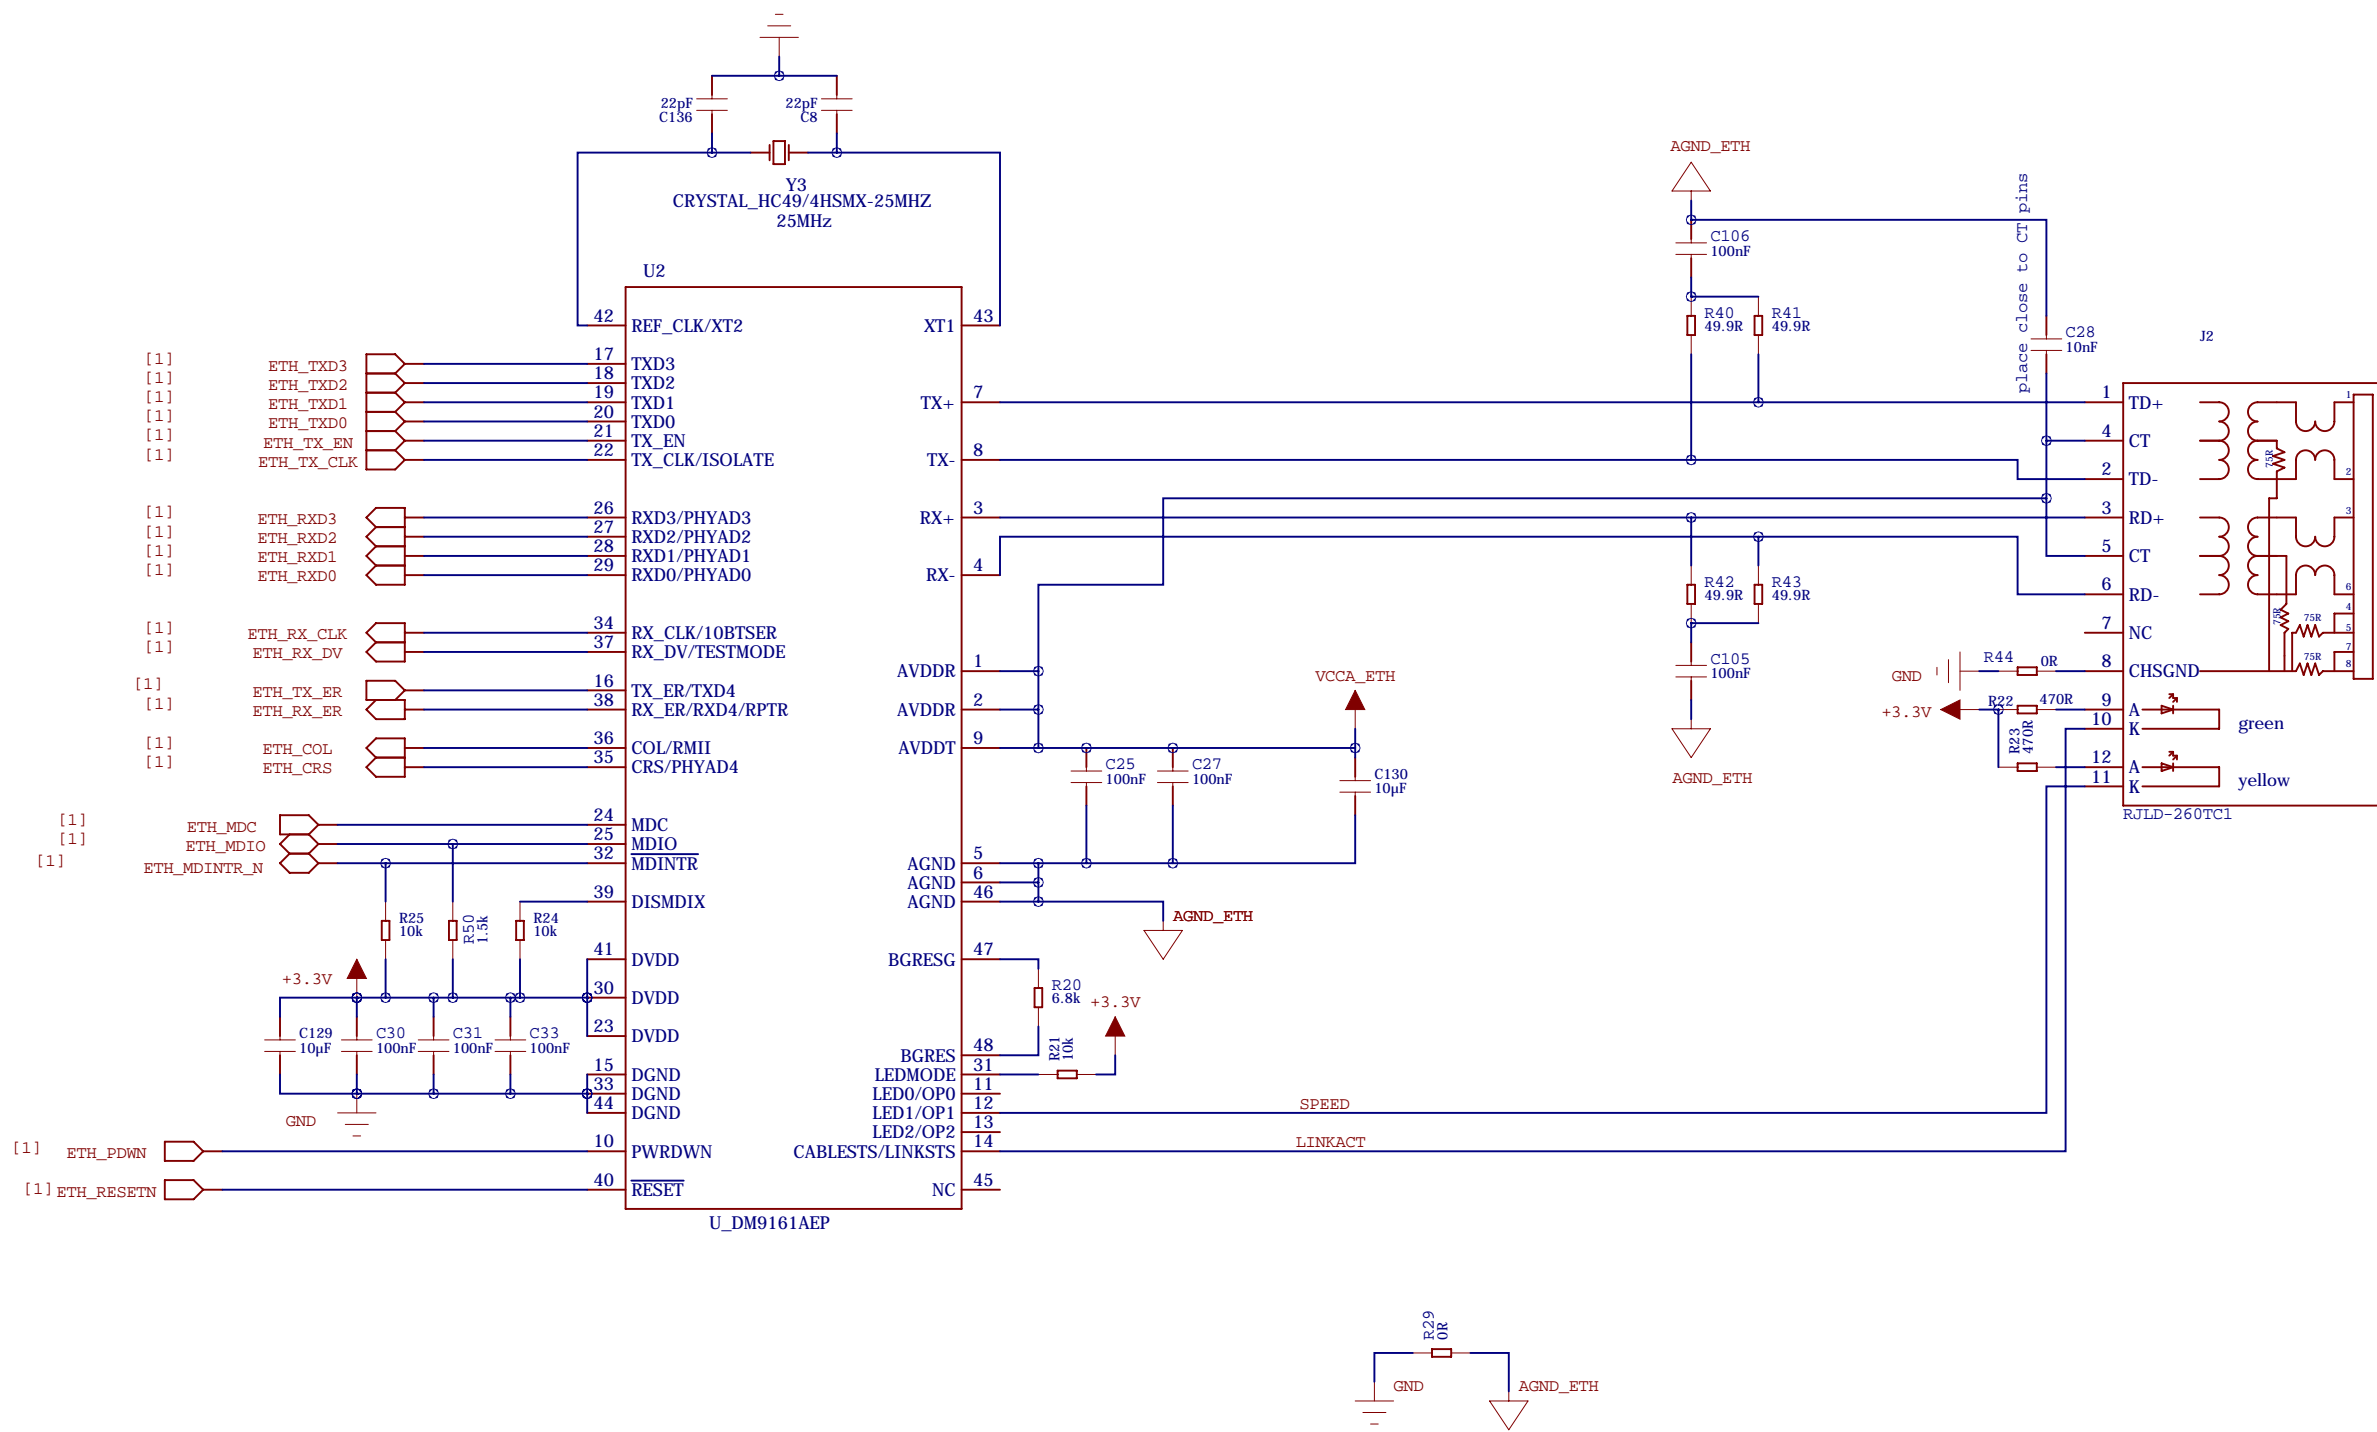 22pF
C136
22pF
C8
Y3
CRYSTAL_HC49/4HSMX-25MHZ
25MHz
U2
42 REF_CLK/XT2
XT1 43
[1] ETH_TXD3 17 TXD3
[1] ETH_TXD2 18 TXD2
[1] ETH_TXD1 19 TXD1
[1] ETH_TXD0 20 TXD0
[1] ETH_TX_EN 21 TX_EN
[1] ETH_TX_CLK 22 TX_CLK/ISOLATE
[1] ETH_RXD3 26 RXD3/PHYAD3
[1] ETH_RXD2 27 RXD2/PHYAD2
[1] ETH_RXD1 28 RXD1/PHYAD1
[1] ETH_RXD0 29 RXD0/PHYAD0
[1] ETH_RX_CLK 34 RX_CLK/10BTSER
[1] ETH_RX_DV 37 RX_DV/TESTMODE
[1] ETH_TX_ER 16 TX_ER/TXD4
[1] ETH_RX_ER 38 RX_ER/RXD4/RPTR
[1] ETH_COL 36 COL/RMII
[1] ETH_CRS 35 CRS/PHYAD4
[1] ETH_MDC 24 MDC
[1] ETH_MDIO 25 MDIO
[1] ETH_MDINTR_N 32 MDINTR
39 DISMDIX
R25
10k
R50
1.5k
R24
10k
+3.3V
41 DVDD
30 DVDD
23 DVDD
C129
10µF
C30
100nF
C31
100nF
C33
100nF
15 DGND
33 DGND
44 DGND
GND
[1] ETH_PDWN 10 PWRDWN
[1] ETH_RESETN 40 RESET
U_DM9161AEP
TX+ 7
TX- 8
RX+ 3
RX- 4
AVDDR 1
AVDDR 2
AVDDT 9
AGND 5
AGND 6
AGND 46
BGRESG 47
BGRES 48
LEDMODE 31
LED0/OP0 11
LED1/OP1 12
LED2/OP2 13
CABLESTS/LINKSTS 14
NC 45
C25
100nF
C27
100nF
VCCA_ETH
C130
10µF
AGND_ETH
R20
6.8k
+3.3V
R21
10k
SPEED
LINKACT
AGND_ETH
C106
100nF
R40
49.9R
R41
49.9R
place close to CT pins
C28
10nF
R42
49.9R
R43
49.9R
C105
100nF
AGND_ETH
J2
1 TD+
4 CT
2 TD-
3 RD+
5 CT
6 RD-
7 NC
8 CHSGND
9 A
10 K
12 A
11 K
green
yellow
75R
75R
75R
75R
1
2
3
6
4
5
7
8
GND
R44
0R
+3.3V
R22
470R
R23
470R
RJLD-260TC1
R29
0R
GND
AGND_ETH